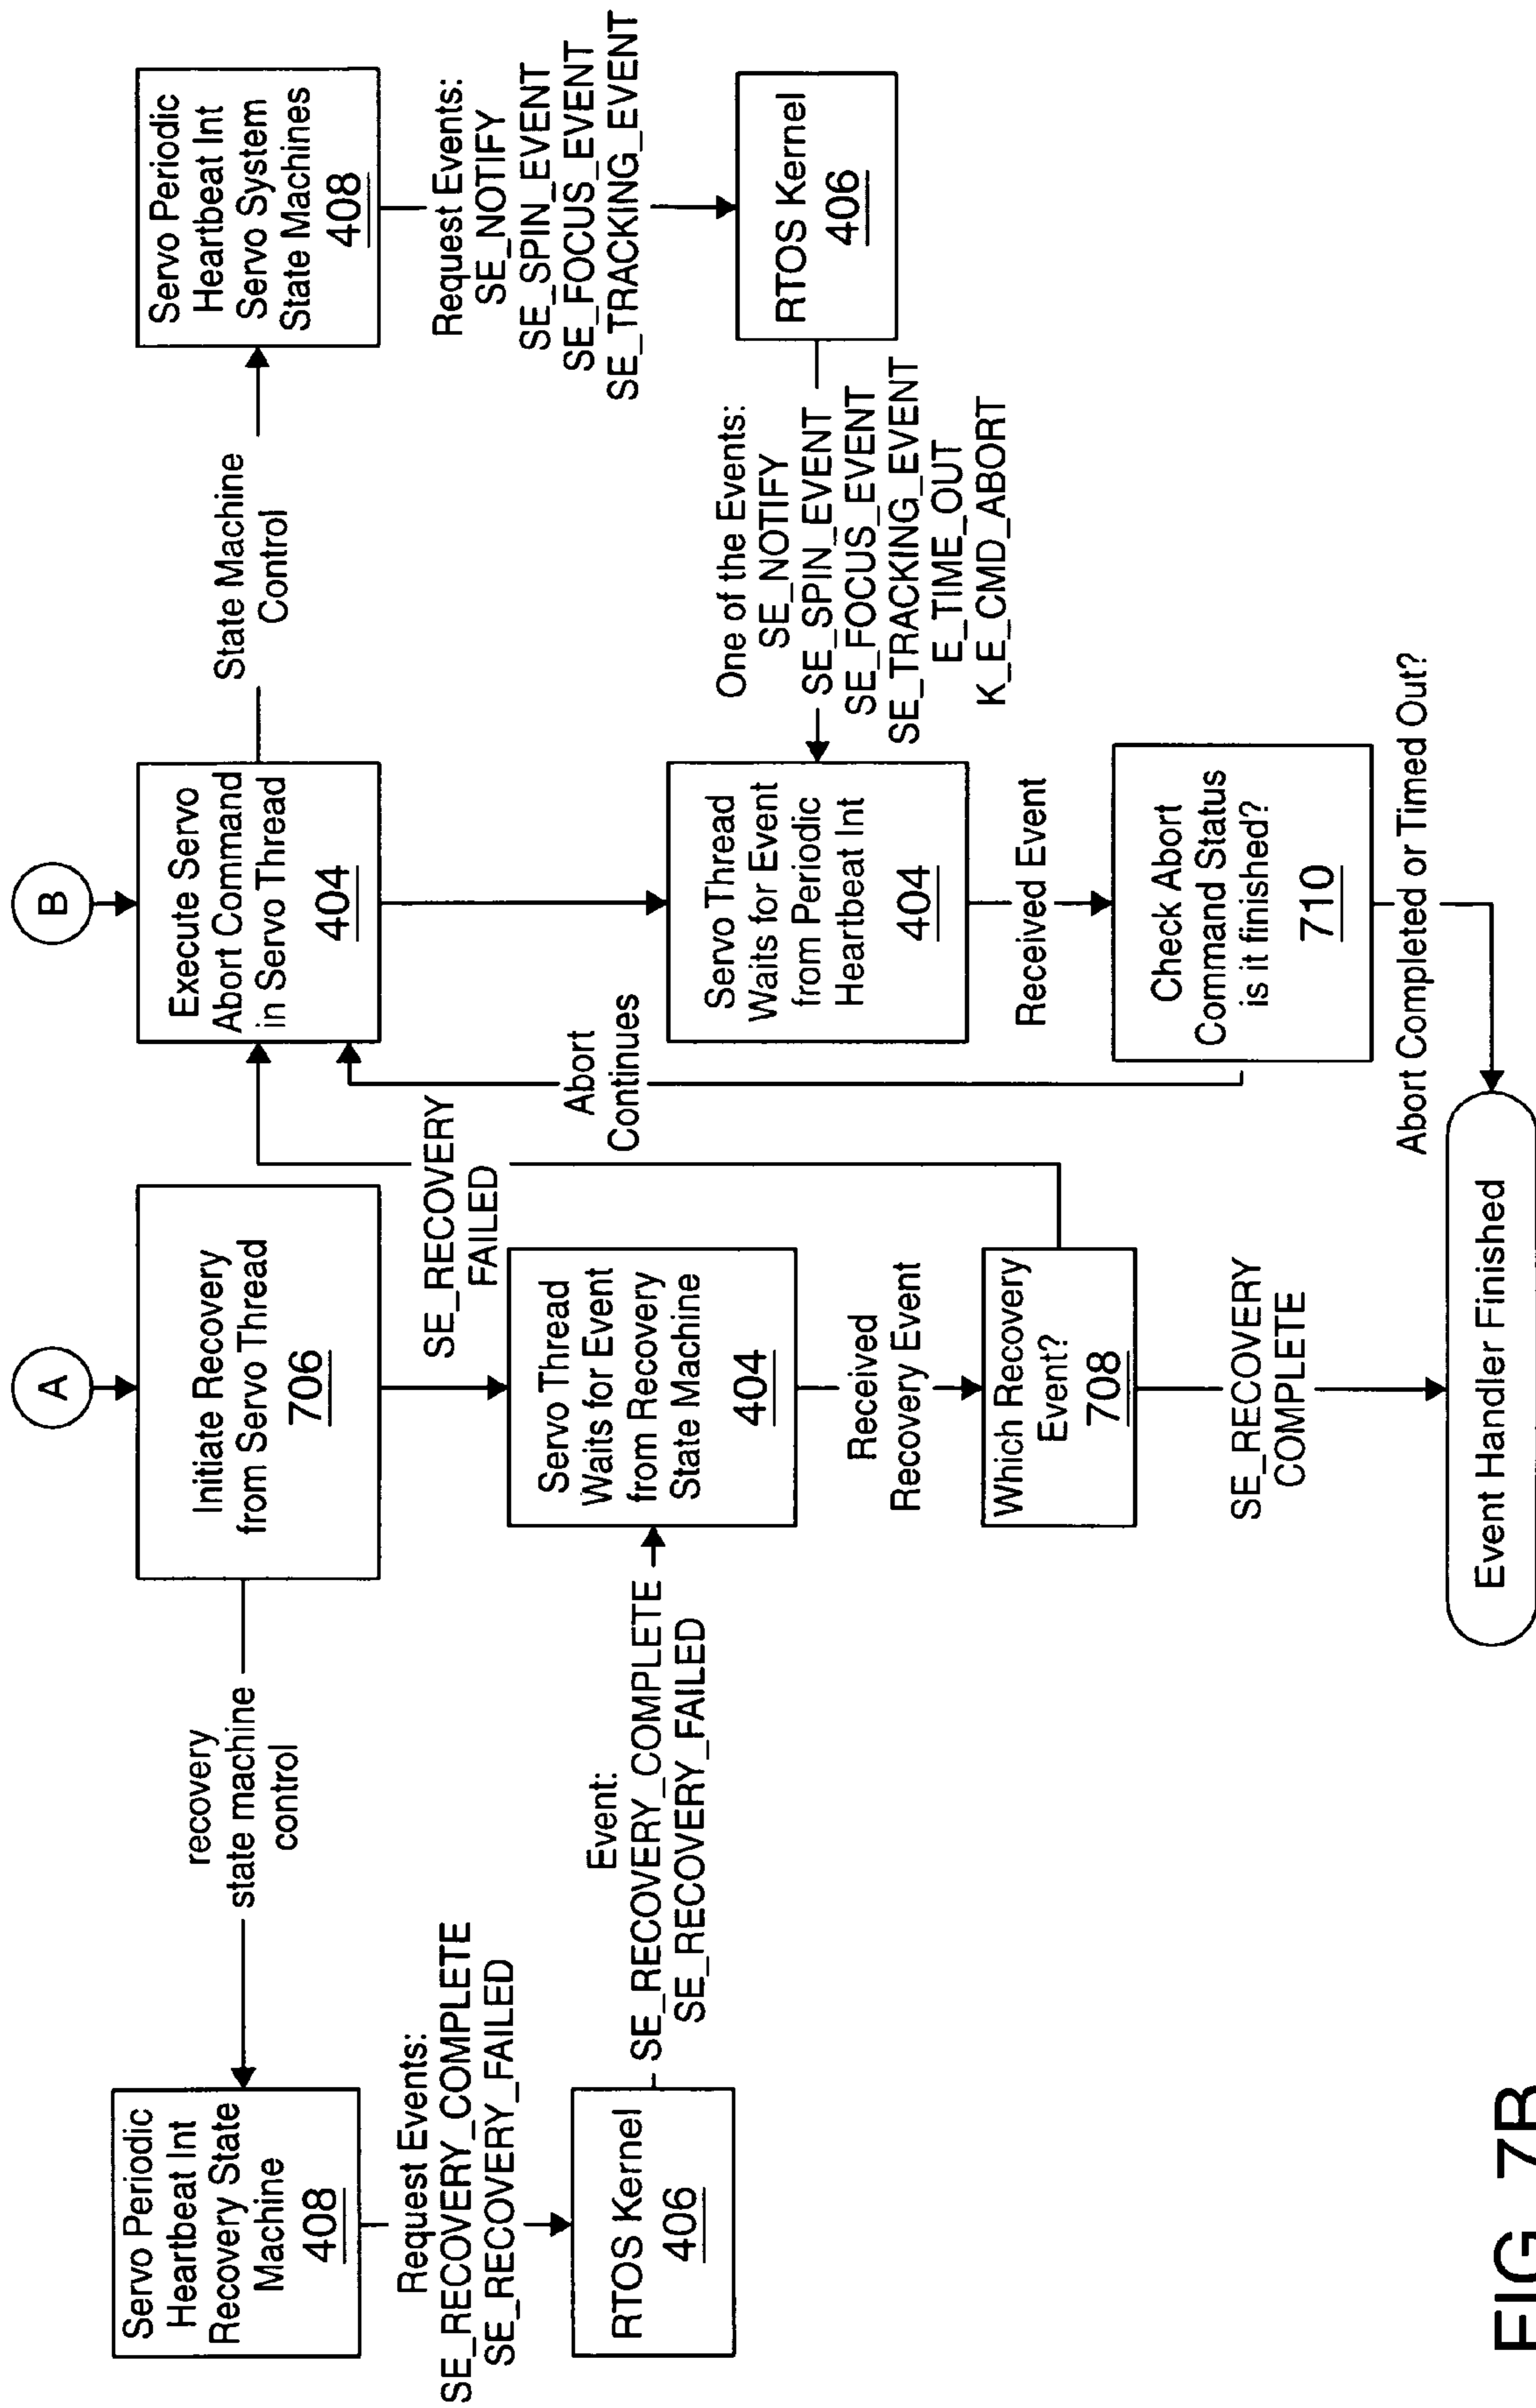 A
B
Servo Periodic
Heartbeat Int
Recovery State
Machine
408
recovery
state machine
control
Initiate Recovery
from Servo Thread
706
Execute Servo
Abort Command
in Servo Thread
404
State Machine
Control
Servo Periodic
Heartbeat Int
Servo System
State Machines
408
Request Events:
SE_RECOVERY_COMPLETE
SE_RECOVERY_FAILED
SE_RECOVERY
FAILED
Abort
Continues
Request Events:
SE_NOTIFY
SE_SPIN_EVENT
SE_FOCUS_EVENT
SE_TRACKING_EVENT
RTOS Kernel
406
Event:
SE_RECOVERY_COMPLETE
SE_RECOVERY_FAILED
Servo Thread
Waits for Event
from Recovery
State Machine
404
Servo Thread
Waits for Event
from Periodic
Heartbeat Int
404
One of the Events:
SE_NOTIFY
SE_SPIN_EVENT
SE_FOCUS_EVENT
SE_TRACKING_EVENT
E_TIME_OUT
K_E_CMD_ABORT
RTOS Kernel
406
Received
Recovery Event
Received Event
Which Recovery
Event?
708
Check Abort
Command Status
is it finished?
710
SE_RECOVERY
COMPLETE
Abort Completed or Timed Out?
Event Handler Finished
FIG. 7B